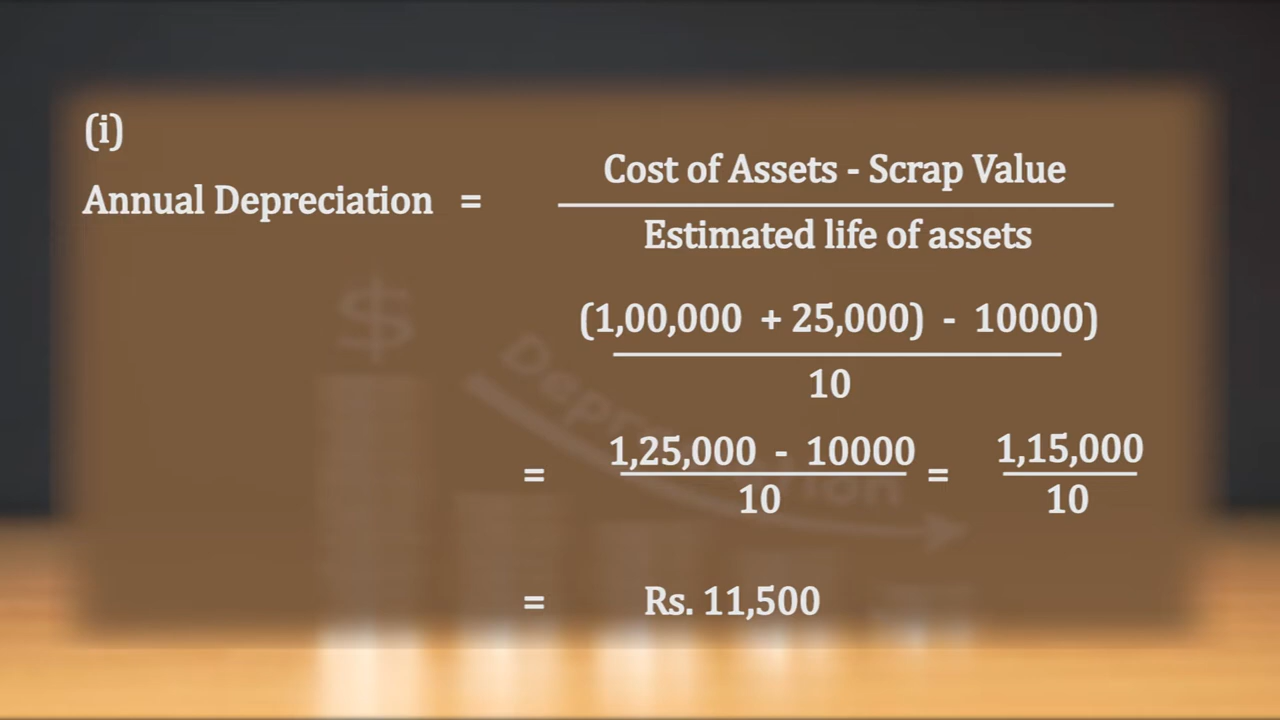 (i)
Annual Depreciation = Cost of Assets - Scrap Value
Estimated life of assets
(1,00,000 + 25,000) - 10000)
10
= 1,25,000 - 10000 = 1,15,000
10 10
= Rs. 11,500
$
Depreciation